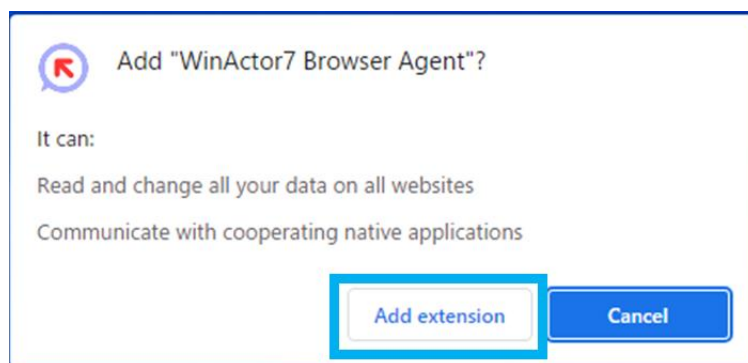 Add "WinActor7 Browser Agent"?
It can:
Read and change all your data on all websites
Communicate with cooperating native applications
Add extension
Cancel